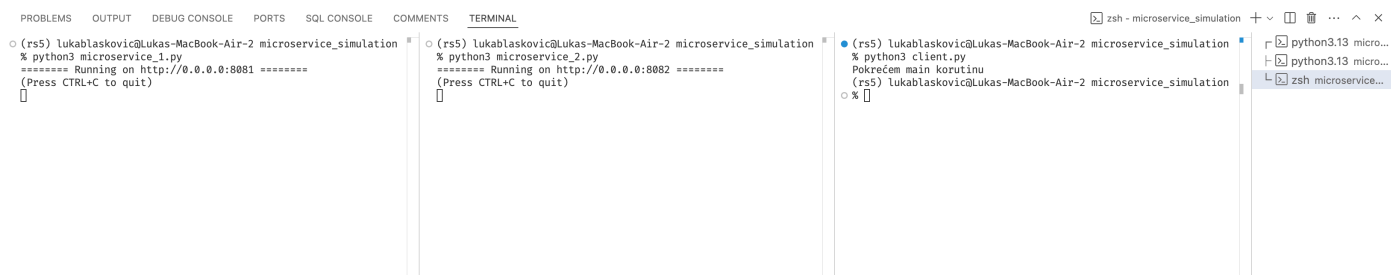 PROBLEMS OUTPUT DEBUG CONSOLE PORTS SQL CONSOLE COMMENTS TERMINAL zsh - microservice_simulation
(rs5) lukablaskovic@Lukas-MacBook-Air-2 microservice_simulation
% python3 microservice_1.py
======== Running on http://0.0.0.0:8081 ========
(Press CTRL+C to quit)
(rs5) lukablaskovic@Lukas-MacBook-Air-2 microservice_simulation
% python3 microservice_2.py
======== Running on http://0.0.0.0:8082 ========
(Press CTRL+C to quit)
(rs5) lukablaskovic@Lukas-MacBook-Air-2 microservice_simulation
% python3 client.py
Pokrećem main korutinu
(rs5) lukablaskovic@Lukas-MacBook-Air-2 microservice_simulation
%
python3.13 micro...
python3.13 micro...
zsh microservice...